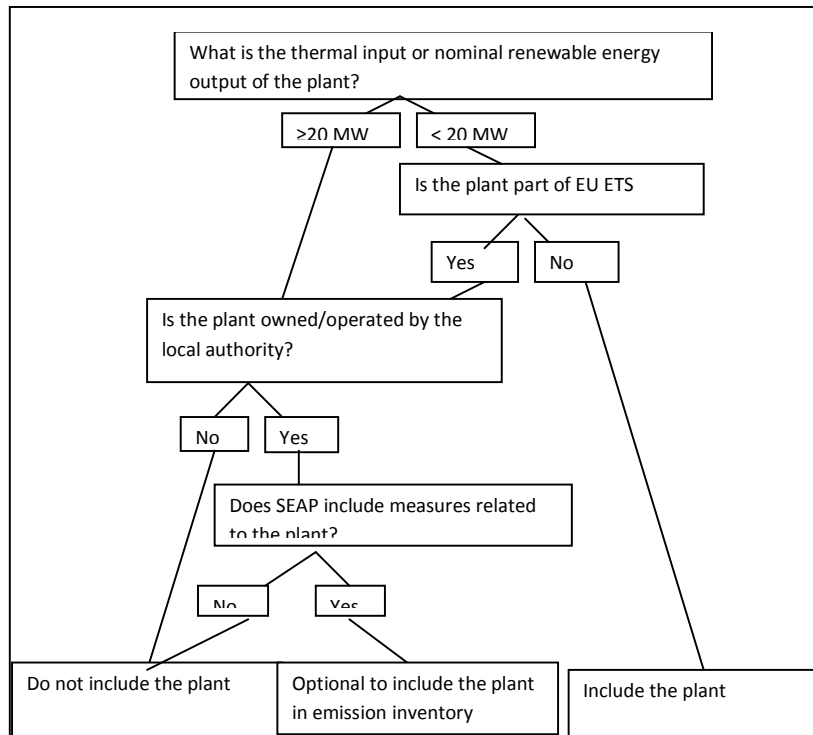 What is the thermal input or nominal renewable energy
output of the plant?
≥20 MW
< 20 MW
Is the plant part of EU ETS
Yes
No
Is the plant owned/operated by the
local authority?
No
Yes
Does SEAP include measures related
to the plant?
No
Yes
Do not include the plant
Optional to include the plant
in emission inventory
Include the plant